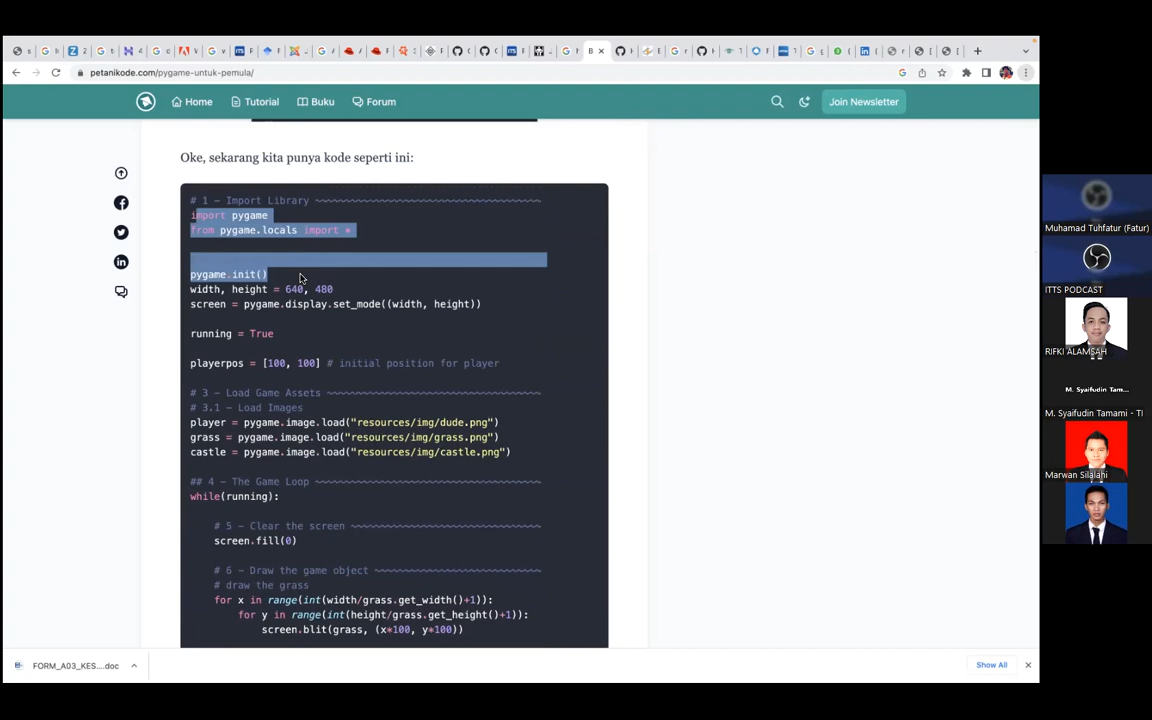 petanikode.com/pygame-untuk-pemula/
Home
Tutorial
Buku
Forum
Join Newsletter
Oke, sekarang kita punya kode seperti ini:
# 1 - Import Library ~~~~~~~~~~~~~~~~~~~~~~~~~~~~~~~~~~~~~~
import pygame
from pygame.locals import *
pygame.init()
width, height = 640, 480
screen = pygame.display.set_mode((width, height))
running = True
playerpos = [100, 100] # initial position for player
# 3 - Load Game Assets ~~~~~~~~~~~~~~~~~~~~~~~~~~~~~~~~~~~~
# 3.1 - Load Images
player = pygame.image.load("resources/img/dude.png")
grass = pygame.image.load("resources/img/grass.png")
castle = pygame.image.load("resources/img/castle.png")
## 4 - The Game Loop ~~~~~~~~~~~~~~~~~~~~~~~~~~~~~~~~~~~~~~
while(running):
# 5 - Clear the screen ~~~~~~~~~~~~~~~~~~~~~~~~~~~~~~~~
screen.fill(0)
# 6 - Draw the game object ~~~~~~~~~~~~~~~~~~~~~~~~~~~~
# draw the grass
for x in range(int(width/grass.get_width()+1)):
for y in range(int(height/grass.get_height()+1)):
screen.blit(grass, (x*100, y*100))
FORM_A03_KES....doc
Show All
Muhamad Tuhfatur (Fatur)
ITTS PODCAST
RIFKI ALAMSAH
M. Syaifudin Tam...
M. Syaifudin Tamami - TI
Marwan Silalahi